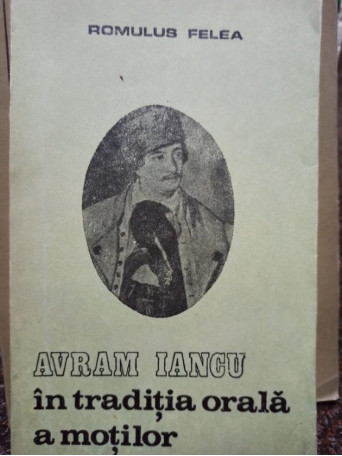 ROMULUS FELEA
AVRAM IANCU
în tradiția orală
a moților